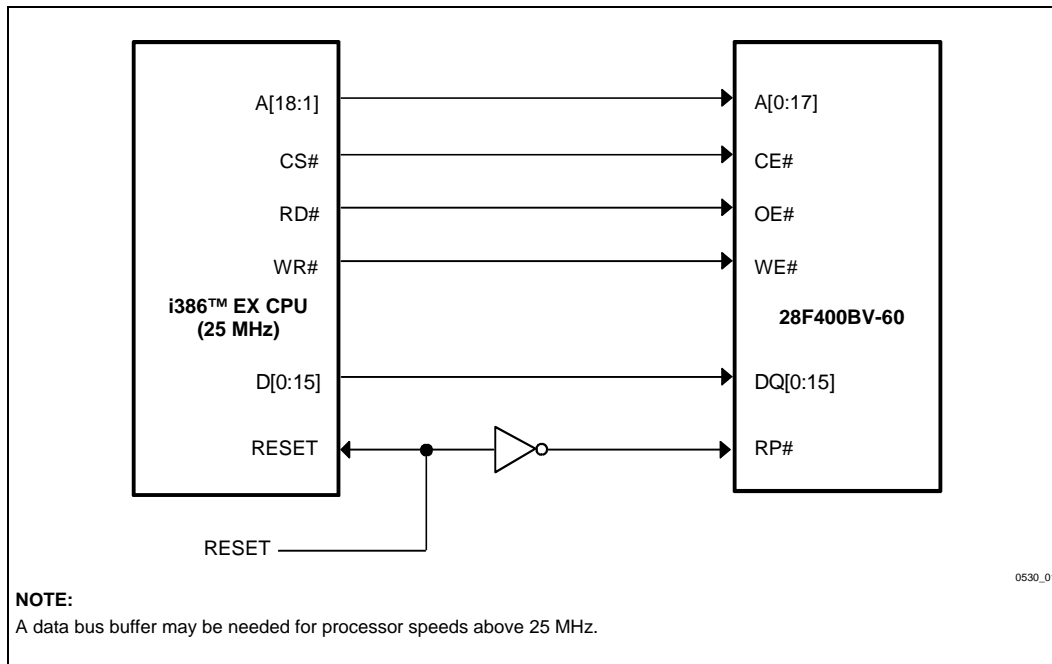 A[18:1] A[0:17]
CS# CE#
RD# OE#
WR# WE#
i386™ EX CPU
(25 MHz)
28F400BV-60
D[0:15] DQ[0:15]
RESET RP#
RESET
0530_01
NOTE:
A data bus buffer may be needed for processor speeds above 25 MHz.